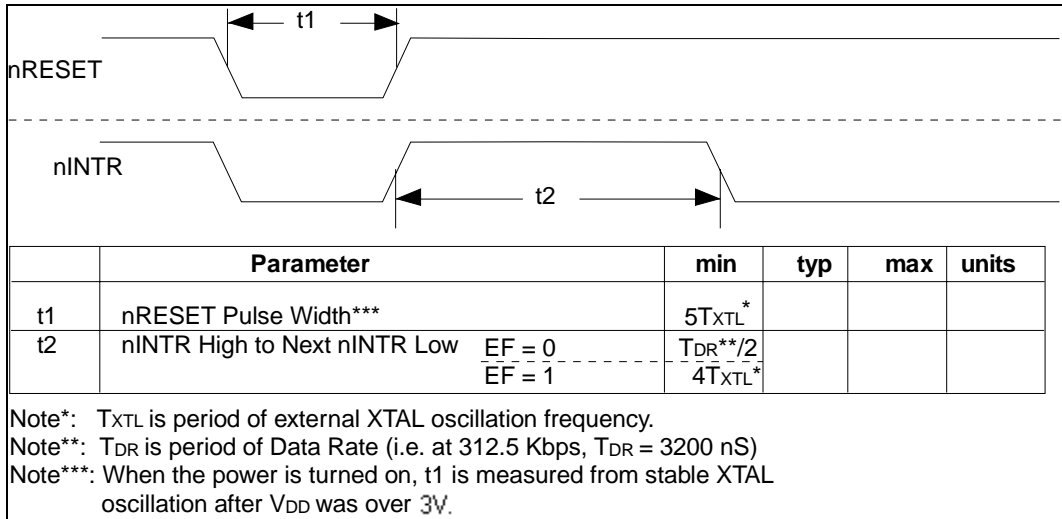 t1
nRESET
nINTR
t2
Parameter min typ max units
t1 nRESET Pulse Width*** 5TXTL*
t2 nINTR High to Next nINTR Low EF = 0 TDR**/2
EF = 1 4TXTL*
Note*: TXTL is period of external XTAL oscillation frequency.
Note**: TDR is period of Data Rate (i.e. at 312.5 Kbps, TDR = 3200 nS)
Note***: When the power is turned on, t1 is measured from stable XTAL
oscillation after VDD was over 3V.